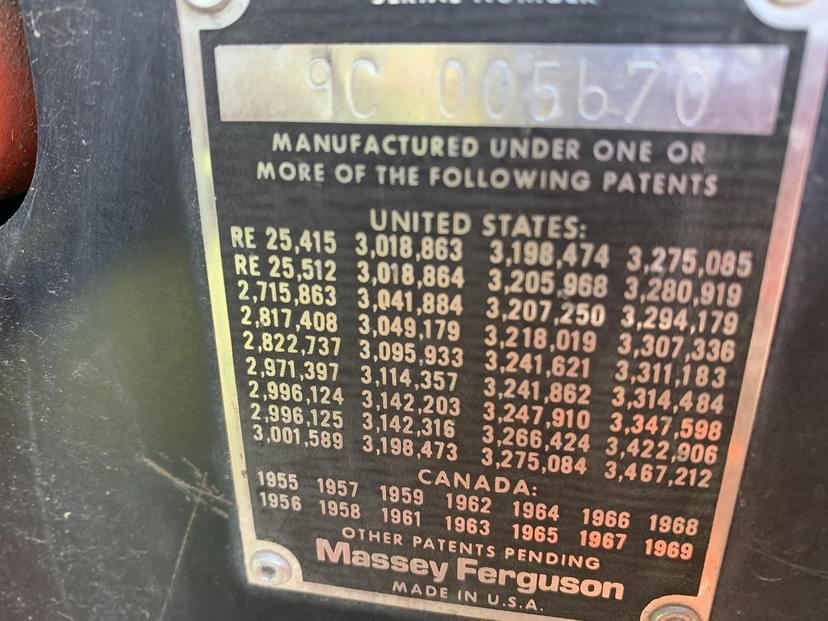 SERIAL NUMBER
9C 005670
MANUFACTURED UNDER ONE OR
MORE OF THE FOLLOWING PATENTS
UNITED STATES:
RE 25,415 3,018,863 3,198,474 3,275,085
RE 25,512 3,018,864 3,205,968 3,280,919
2,715,863 3,041,884 3,207,250 3,294,179
2,817,408 3,049,179 3,218,019 3,307,336
2,822,737 3,095,933 3,241,621 3,311,183
2,971,397 3,114,357 3,241,862 3,314,484
2,996,124 3,142,203 3,247,910 3,347,598
2,996,125 3,142,316 3,266,424 3,422,906
3,001,589 3,198,473 3,275,084 3,467,212
CANADA:
1955 1957 1959 1962 1964 1966 1968
1956 1958 1961 1963 1965 1967 1969
OTHER PATENTS PENDING
Massey Ferguson
MADE IN U.S.A.